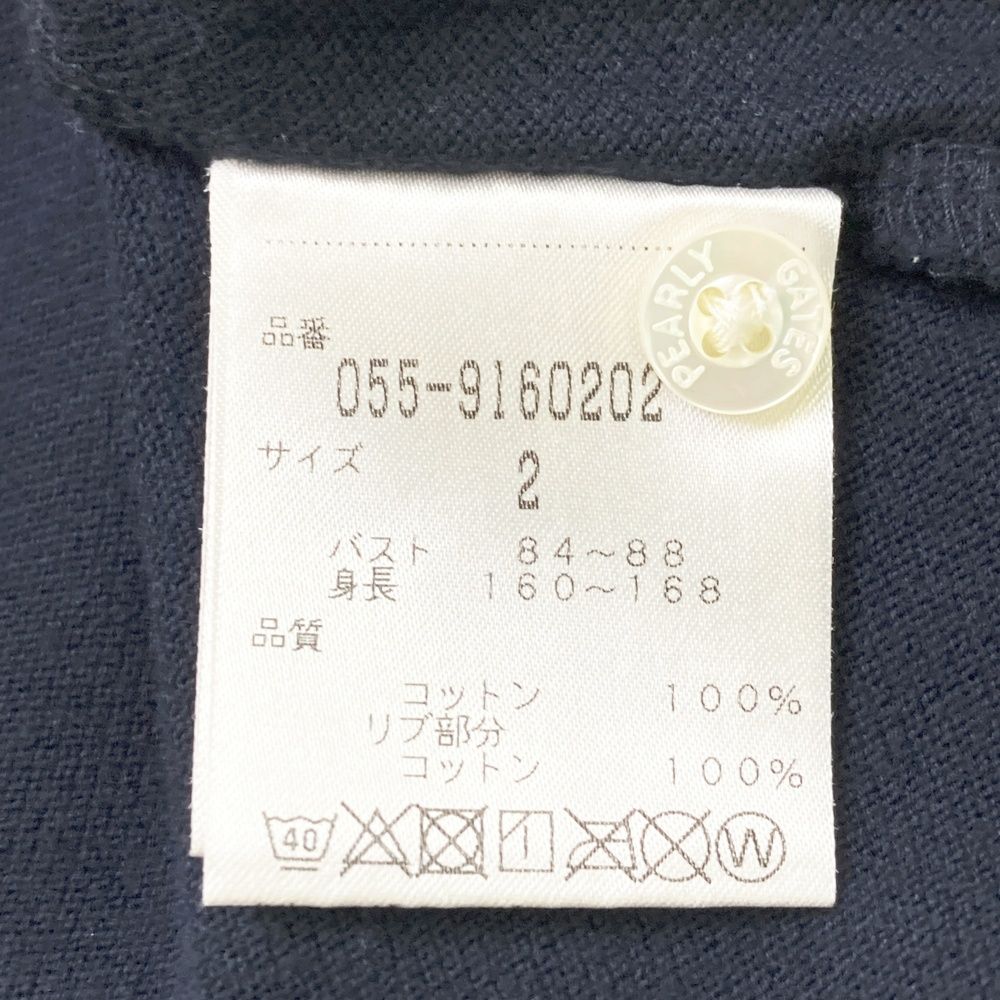 PEARLY GATES
品番
055-9160202
サイズ 2
バスト 84～88
身長 160～168
品質
コットン 100%
リブ部分
コットン 100%
40 W